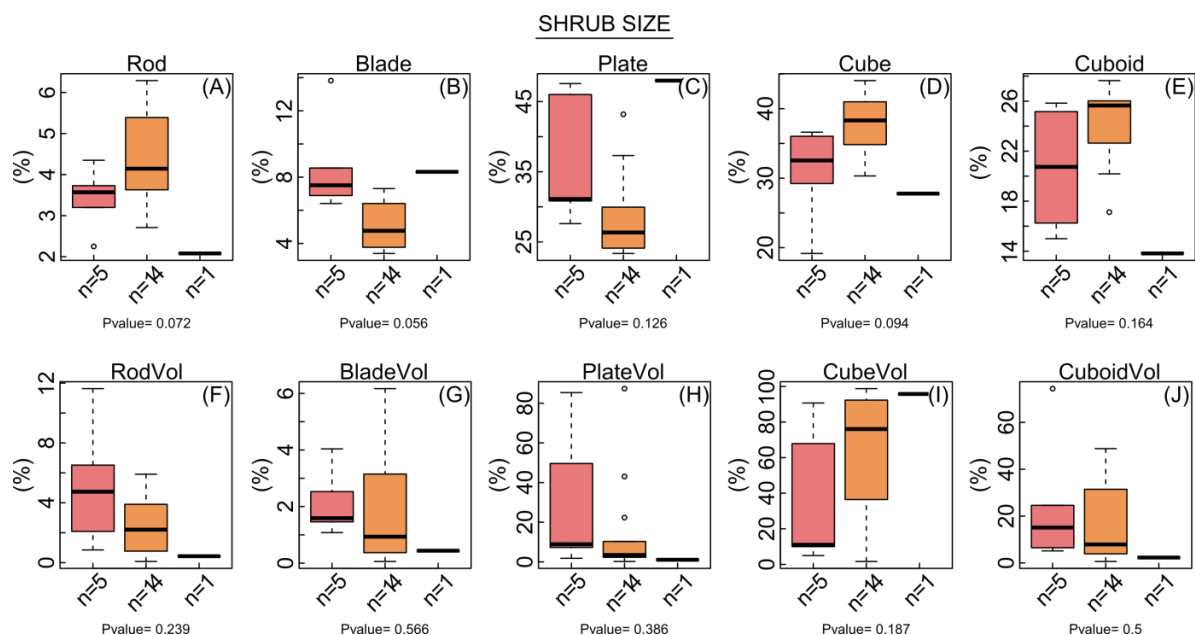 SHRUB SIZE
Rod
Blade
Plate
Cube
Cuboid
(A)
(B)
(C)
(D)
(E)
(%)
2 3 4 5 6
(%)
4 8 12
(%)
25 35 45
(%)
20 30 40
(%)
14 18 22 26
n=5 n=14 n=1
n=5 n=14 n=1
n=5 n=14 n=1
n=5 n=14 n=1
n=5 n=14 n=1
Pvalue= 0.072
Pvalue= 0.056
Pvalue= 0.126
Pvalue= 0.094
Pvalue= 0.164
RodVol
BladeVol
PlateVol
CubeVol
CuboidVol
(F)
(G)
(H)
(I)
(J)
(%)
0 4 8 12
(%)
0 2 4 6
(%)
0 20 40 60 80
(%)
0 20 40 60 80 100
(%)
0 20 40 60
n=5 n=14 n=1
n=5 n=14 n=1
n=5 n=14 n=1
n=5 n=14 n=1
n=5 n=14 n=1
Pvalue= 0.239
Pvalue= 0.566
Pvalue= 0.386
Pvalue= 0.187
Pvalue= 0.5